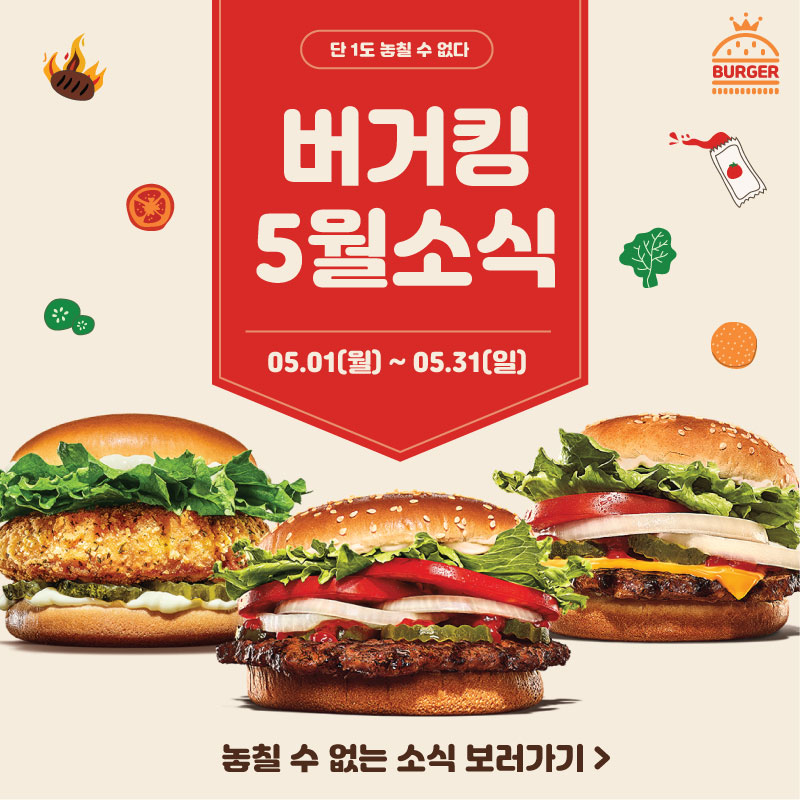 단 1도 놓칠 수 없다
BURGER
버거킹
5월소식
05.01(월) ~ 05.31(일)
놓칠 수 없는 소식 보러가기 >